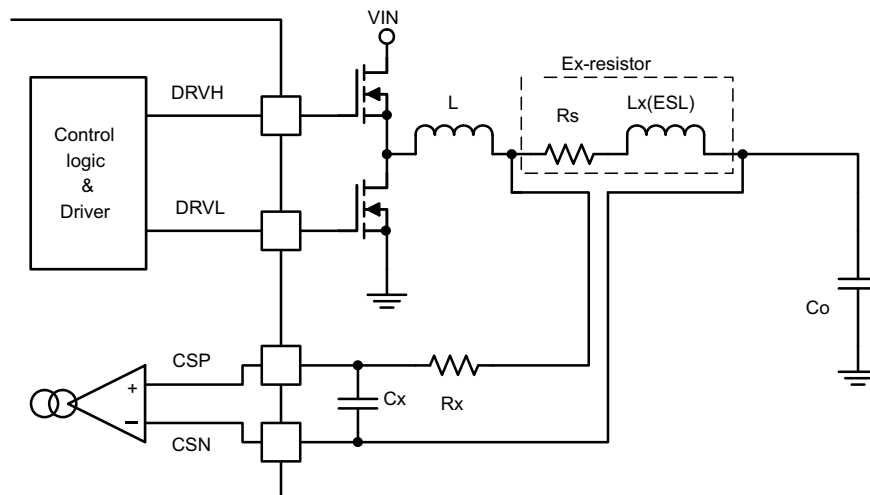 VIN
Ex-resistor
DRVH
L
Rs
Lx(ESL)
Control
logic
&
Driver
DRVL
Co
CSP
+
Cx
Rx
−
CSN